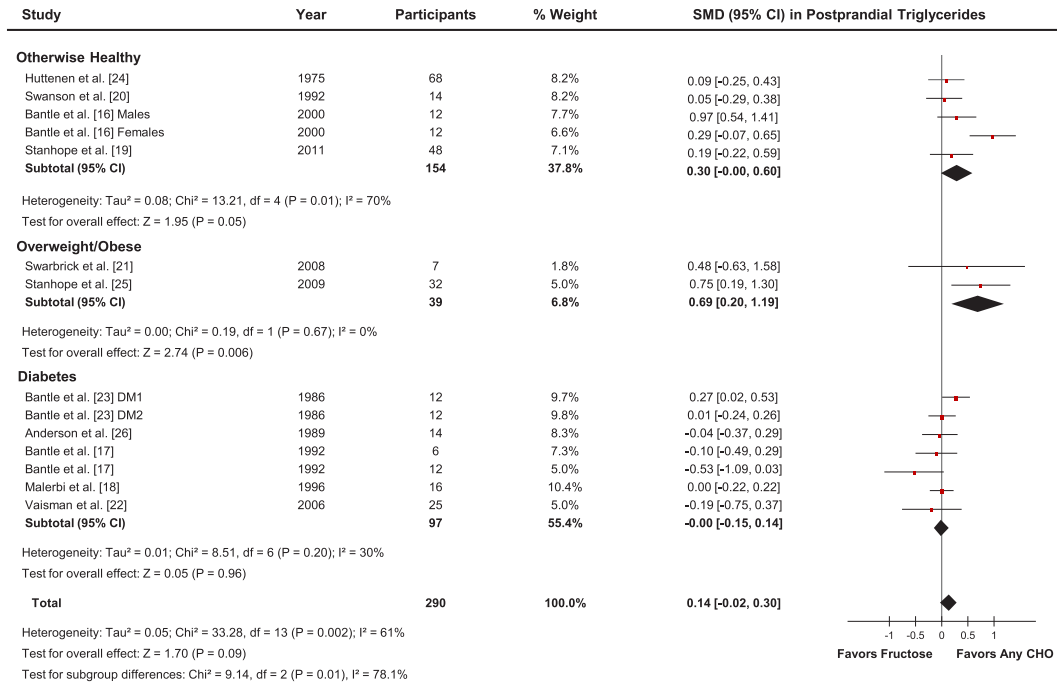 Study Year Participants % Weight SMD (95% CI) in Postprandial Triglycerides
Otherwise Healthy
Huttenen et al. [24] 1975 68 8.2% 0.09 [-0.25, 0.43]
Swanson et al. [20] 1992 14 8.2% 0.05 [-0.29, 0.38]
Bantle et al. [16] Males 2000 12 7.7% 0.97 [0.54, 1.41]
Bantle et al. [16] Females 2000 12 6.6% 0.29 [-0.07, 0.65]
Stanhope et al. [19] 2011 48 7.1% 0.19 [-0.22, 0.59]
Subtotal (95% CI) 154 37.8% 0.30 [-0.00, 0.60]
Heterogeneity: Tau² = 0.08; Chi² = 13.21, df = 4 (P = 0.01); I² = 70%
Test for overall effect: Z = 1.95 (P = 0.05)
Overweight/Obese
Swarbrick et al. [21] 2008 7 1.8% 0.48 [-0.63, 1.58]
Stanhope et al. [25] 2009 32 5.0% 0.75 [0.19, 1.30]
Subtotal (95% CI) 39 6.8% 0.69 [0.20, 1.19]
Heterogeneity: Tau² = 0.00; Chi² = 0.19, df = 1 (P = 0.67); I² = 0%
Test for overall effect: Z = 2.74 (P = 0.006)
Diabetes
Bantle et al. [23] DM1 1986 12 9.7% 0.27 [0.02, 0.53]
Bantle et al. [23] DM2 1986 12 9.8% 0.01 [-0.24, 0.26]
Anderson et al. [26] 1989 14 8.3% -0.04 [-0.37, 0.29]
Bantle et al. [17] 1992 6 7.3% -0.10 [-0.49, 0.29]
Bantle et al. [17] 1992 12 5.0% -0.53 [-1.09, 0.03]
Malerbi et al. [18] 1996 16 10.4% 0.00 [-0.22, 0.22]
Vaisman et al. [22] 2006 25 5.0% -0.19 [-0.75, 0.37]
Subtotal (95% CI) 97 55.4% -0.00 [-0.15, 0.14]
Heterogeneity: Tau² = 0.01; Chi² = 8.51, df = 6 (P = 0.20); I² = 30%
Test for overall effect: Z = 0.05 (P = 0.96)
Total 290 100.0% 0.14 [-0.02, 0.30]
Heterogeneity: Tau² = 0.05; Chi² = 33.28, df = 13 (P = 0.002); I² = 61%
-1 -0.5 0 0.5 1
Test for overall effect: Z = 1.70 (P = 0.09)
Favors Fructose Favors Any CHO
Test for subgroup differences: Chi² = 9.14, df = 2 (P = 0.01), I² = 78.1%